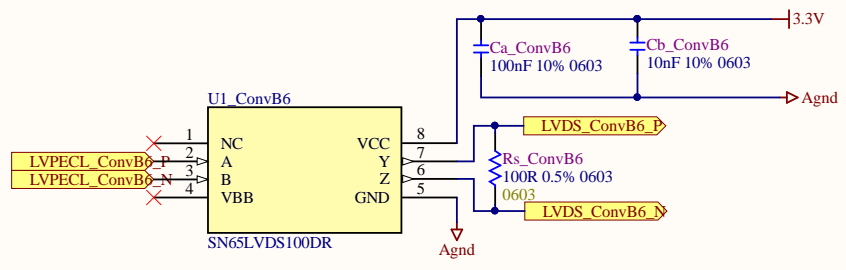 3.3V
Ca_ConvB6
100nF 10% 0603
Cb_ConvB6
10nF 10% 0603
Agnd
U1_ConvB6
1 NC VCC 8
LVPECL_ConvB6_P 2 A Y 7
LVPECL_ConvB6_N 3 B Z 6
4 VBB GND 5
SN65LVDS100DR
LVDS_ConvB6_P
Rs_ConvB6
100R 0.5% 0603
0603
LVDS_ConvB6_N
Agnd